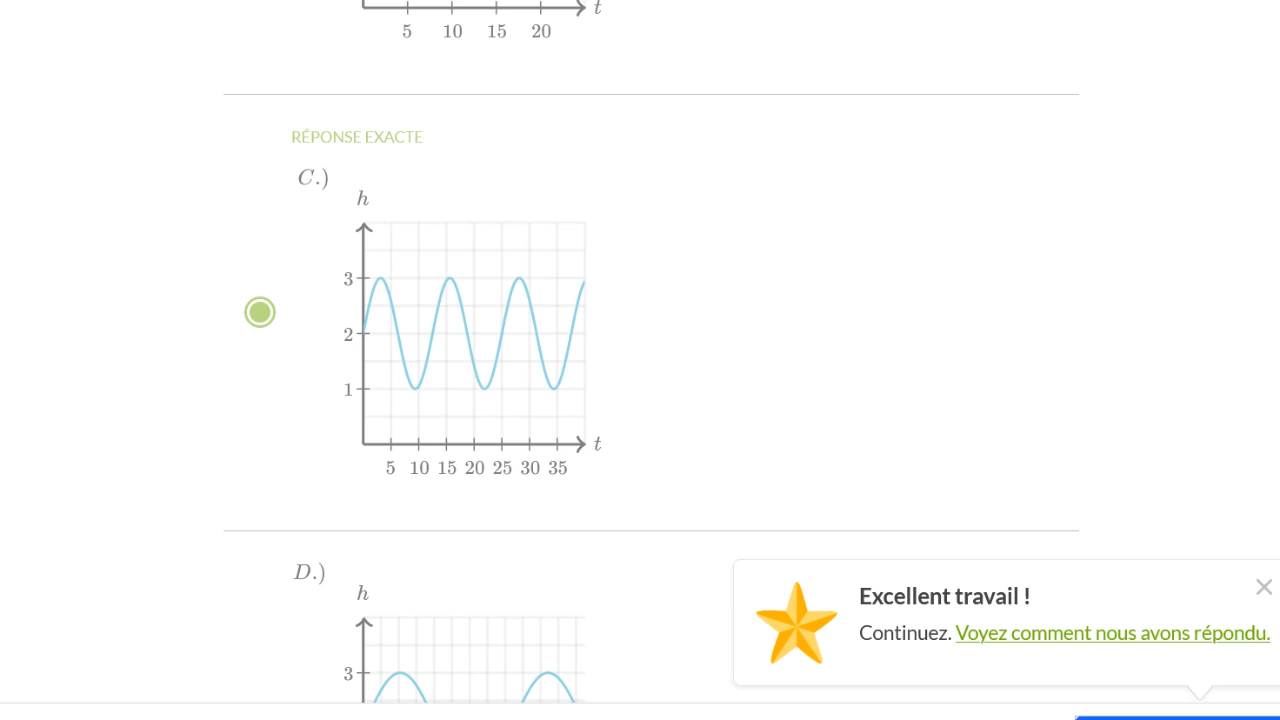 t
5 10 15 20
RÉPONSE EXACTE
C.)
h
3
2
1
t
5 10 15 20 25 30 35
D.)
h
3
Excellent travail !
Continuez. Voyez comment nous avons répondu.